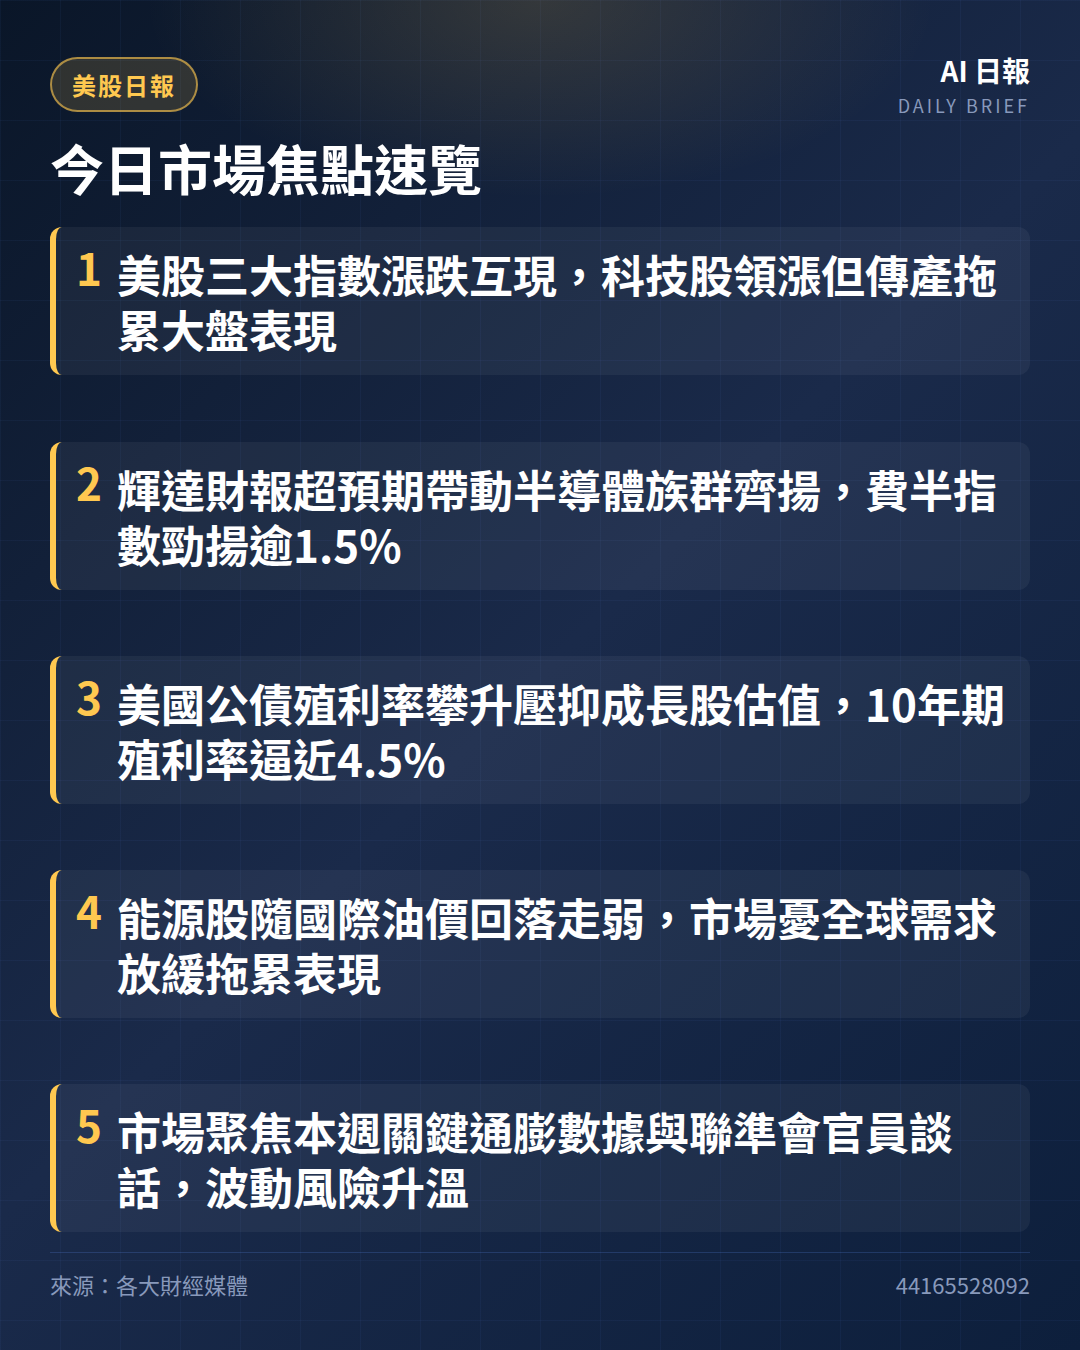 美股日報
AI 日報
DAILY BRIEF
今日市場焦點速覽
1 美股三大指數漲跌互現，科技股領漲但傳產拖
累大盤表現
2 輝達財報超預期帶動半導體族群齊揚，費半指
數勁揚逾1.5%
3 美國公債殖利率攀升壓抑成長股估值，10年期
殖利率逼近4.5%
4 能源股隨國際油價回落走弱，市場憂全球需求
放緩拖累表現
5 市場聚焦本週關鍵通膨數據與聯準會官員談
話，波動風險升溫
來源：各大財經媒體
44165528092